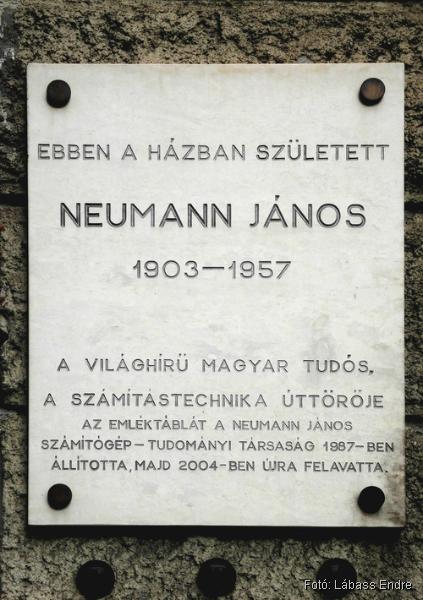 EBBEN A HÁZBAN SZÜLETETT
NEUMANN JÁNOS
1903–1957
A VILÁGHÍRŰ MAGYAR TUDÓS,
A SZÁMÍTÁSTECHNIKA ÚTTÖRŐJE
AZ EMLÉKTÁBLÁT A NEUMANN JÁNOS
SZÁMÍTÓGÉP–TUDOMÁNYI TÁRSASÁG 1987-BEN
ÁLLÍTOTTA, MAJD 2004-BEN ÚJRA FELAVATTA.
Fotó: Lábass Endre